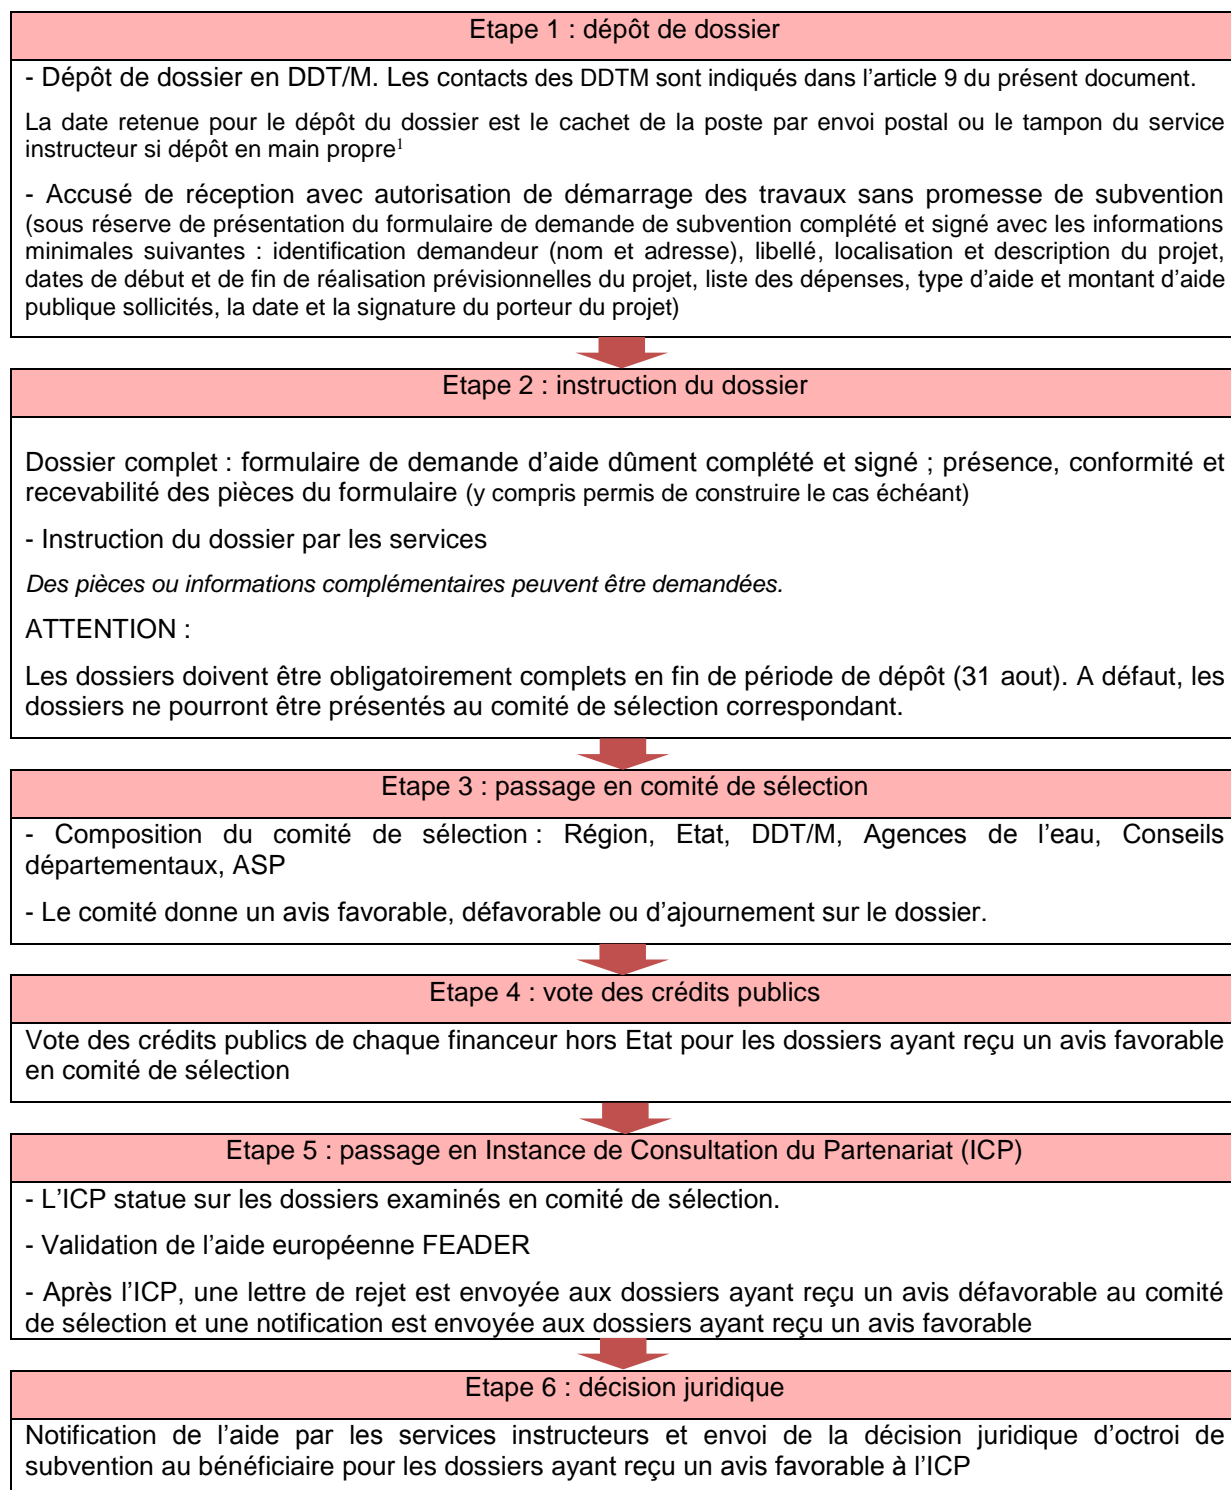 Etape 1 : dépôt de dossier
- Dépôt de dossier en DDT/M. Les contacts des DDTM sont indiqués dans l’article 9 du présent document.
La date retenue pour le dépôt du dossier est le cachet de la poste par envoi postal ou le tampon du service
instructeur si dépôt en main propre1
- Accusé de réception avec autorisation de démarrage des travaux sans promesse de subvention
(sous réserve de présentation du formulaire de demande de subvention complété et signé avec les informations
minimales suivantes : identification demandeur (nom et adresse), libellé, localisation et description du projet,
dates de début et de fin de réalisation prévisionnelles du projet, liste des dépenses, type d’aide et montant d’aide
publique sollicités, la date et la signature du porteur du projet)
Etape 2 : instruction du dossier
Dossier complet : formulaire de demande d’aide dûment complété et signé ; présence, conformité et
recevabilité des pièces du formulaire (y compris permis de construire le cas échéant)
- Instruction du dossier par les services
Des pièces ou informations complémentaires peuvent être demandées.
ATTENTION :
Les dossiers doivent être obligatoirement complets en fin de période de dépôt (31 aout). A défaut, les
dossiers ne pourront être présentés au comité de sélection correspondant.
Etape 3 : passage en comité de sélection
- Composition du comité de sélection : Région, Etat, DDT/M, Agences de l’eau, Conseils
départementaux, ASP
- Le comité donne un avis favorable, défavorable ou d’ajournement sur le dossier.
Etape 4 : vote des crédits publics
Vote des crédits publics de chaque financeur hors Etat pour les dossiers ayant reçu un avis favorable
en comité de sélection
Etape 5 : passage en Instance de Consultation du Partenariat (ICP)
- L’ICP statue sur les dossiers examinés en comité de sélection.
- Validation de l’aide européenne FEADER
- Après l’ICP, une lettre de rejet est envoyée aux dossiers ayant reçu un avis défavorable au comité
de sélection et une notification est envoyée aux dossiers ayant reçu un avis favorable
Etape 6 : décision juridique
Notification de l’aide par les services instructeurs et envoi de la décision juridique d’octroi de
subvention au bénéficiaire pour les dossiers ayant reçu un avis favorable à l’ICP